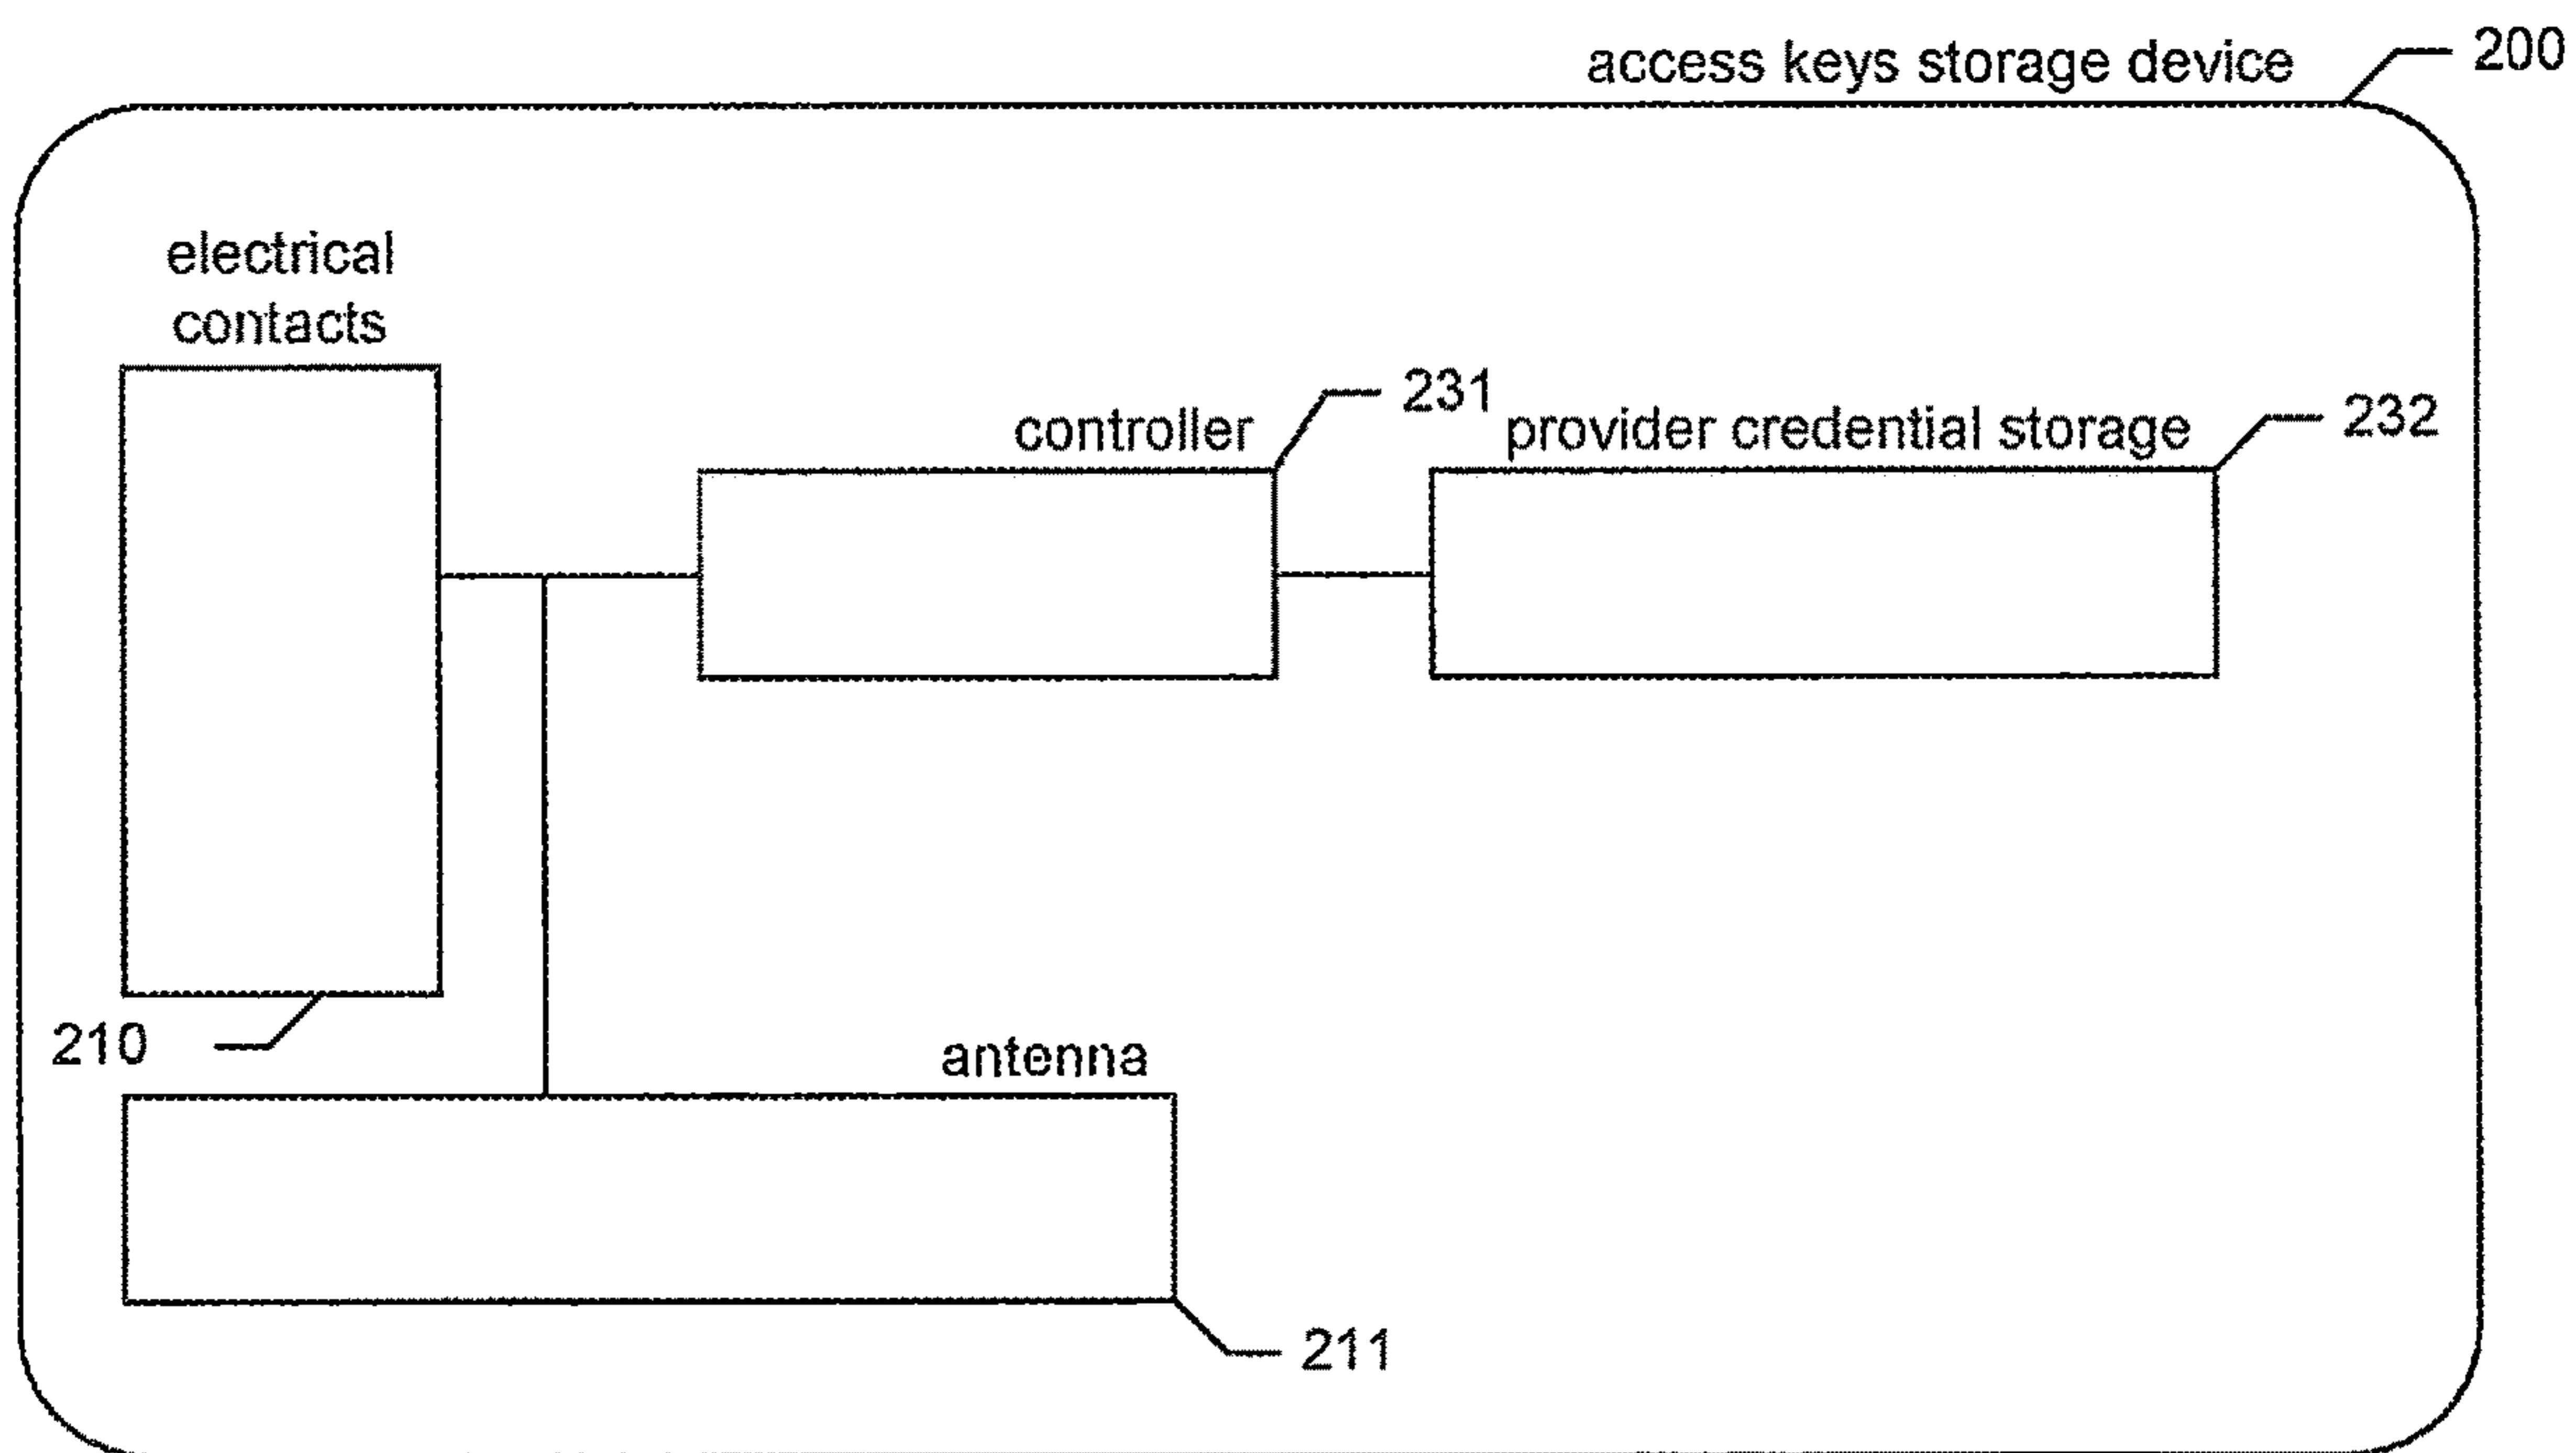 access keys storage device
200
electrical
contacts
controller
231
provider credential storage
232
210
antenna
211